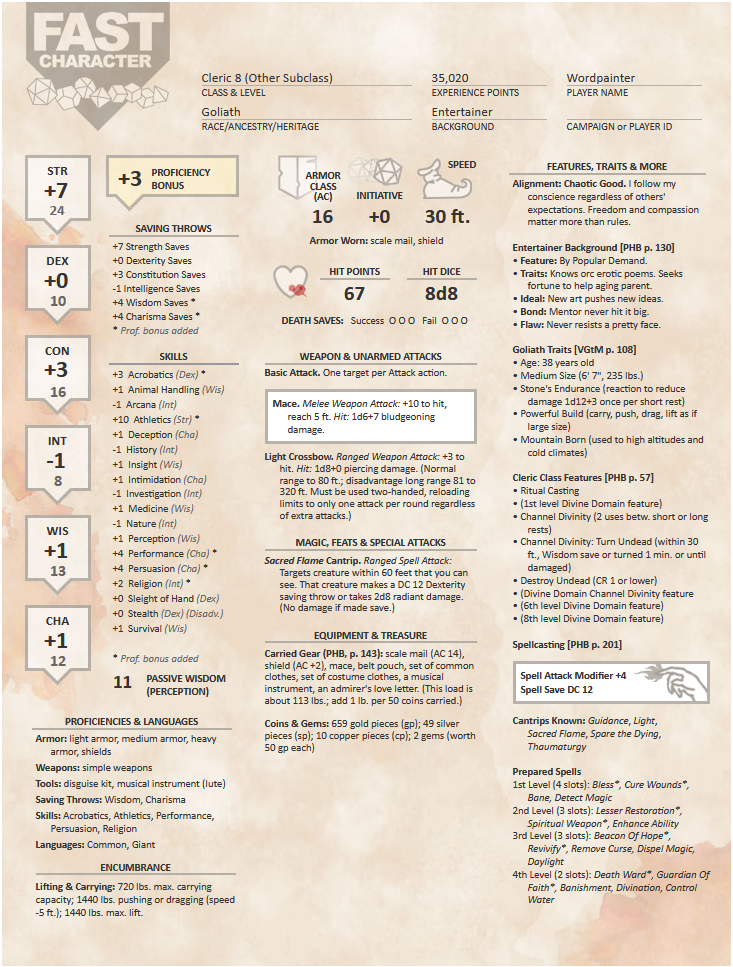 FAST
CHARACTER
Cleric 8 (Other Subclass)
CLASS & LEVEL
35,020
EXPERIENCE POINTS
Wordpainter
PLAYER NAME
Goliath
RACE/ANCESTRY/HERITAGE
Entertainer
BACKGROUND
CAMPAIGN or PLAYER ID
STR
+7
24
DEX
+0
10
CON
+3
16
INT
-1
8
WIS
+1
13
CHA
+1
12
+3
PROFICIENCY
BONUS
SAVING THROWS
+7 Strength Saves
+0 Dexterity Saves
+3 Constitution Saves
-1 Intelligence Saves
+4 Wisdom Saves *
+4 Charisma Saves *
* Prof. bonus added
SKILLS
+3 Acrobatics (Dex) *
+1 Animal Handling (Wis)
-1 Arcana (Int)
+10 Athletics (Str) *
+1 Deception (Cha)
-1 History (Int)
+1 Insight (Wis)
+1 Intimidation (Cha)
-1 Investigation (Int)
+1 Medicine (Wis)
-1 Nature (Int)
+1 Perception (Wis)
+4 Performance (Cha) *
+4 Persuasion (Cha) *
+2 Religion (Int) *
+0 Sleight of Hand (Dex)
+0 Stealth (Dex) (Disadv.)
+1 Survival (Wis)
* Prof. bonus added
11 PASSIVE WISDOM
(PERCEPTION)
PROFICIENCIES & LANGUAGES
Armor: light armor, medium armor, heavy
armor, shields
Weapons: simple weapons
Tools: disguise kit, musical instrument (lute)
Saving Throws: Wisdom, Charisma
Skills: Acrobatics, Athletics, Performance,
Persuasion, Religion
Languages: Common, Giant
ENCUMBRANCE
Lifting & Carrying: 720 lbs. max. carrying
capacity; 1440 lbs. pushing or dragging (speed
-5 ft.); 1440 lbs. max. lift.
ARMOR
CLASS
(AC)
16
INITIATIVE
+0
SPEED
30 ft.
Armor Worn: scale mail, shield
HIT POINTS
67
HIT DICE
8d8
DEATH SAVES: Success O O O Fail O O O
WEAPON & UNARMED ATTACKS
Basic Attack. One target per Attack action.
Mace. Melee Weapon Attack: +10 to hit,
reach 5 ft. Hit: 1d6+7 bludgeoning
damage.
Light Crossbow. Ranged Weapon Attack: +3 to
hit. Hit: 1d8+0 piercing damage. (Normal
range to 80 ft.; disadvantage long range 81 to
320 ft. Must be used two-handed, reloading
limits to only one attack per round regardless
of extra attacks.)
MAGIC, FEATS & SPECIAL ATTACKS
Sacred Flame Cantrip. Ranged Spell Attack:
Targets creature within 60 feet that you can
see. That creature makes a DC 12 Dexterity
saving throw or takes 2d8 radiant damage.
(No damage if made save.)
EQUIPMENT & TREASURE
Carried Gear (PHB, p. 143): scale mail (AC 14),
shield (AC +2), mace, belt pouch, set of common
clothes, set of costume clothes, a musical
instrument, an admirer's love letter. (This load is
about 113 lbs.; add 1 lb. per 50 coins carried.)
Coins & Gems: 659 gold pieces (gp); 49 silver
pieces (sp); 10 copper pieces (cp); 2 gems (worth
50 gp each)
FEATURES, TRAITS & MORE
Alignment: Chaotic Good. I follow my
conscience regardless of others'
expectations. Freedom and compassion
matter more than rules.
Entertainer Background [PHB p. 130]
• Feature: By Popular Demand.
• Traits: Knows orc erotic poems. Seeks
fortune to help aging parent.
• Ideal: New art pushes new ideas.
• Bond: Mentor never hit it big.
• Flaw: Never resists a pretty face.
Goliath Traits [VGtM p. 108]
• Age: 38 years old
• Medium Size (6' 7", 235 lbs.)
• Stone's Endurance (reaction to reduce
damage 1d12+3 once per short rest)
• Powerful Build (carry, push, drag, lift as if
large size)
• Mountain Born (used to high altitudes and
cold climates)
Cleric Class Features [PHB p. 57]
• Ritual Casting
• (1st level Divine Domain feature)
• Channel Divinity (2 uses betw. short or long
rests)
• Channel Divinity: Turn Undead (within 30
ft., Wisdom save or turned 1 min. or until
damaged)
• Destroy Undead (CR 1 or lower)
• (Divine Domain Channel Divinity feature
• (6th level Divine Domain feature)
• (8th level Divine Domain feature)
Spellcasting [PHB p. 201]
Spell Attack Modifier +4
Spell Save DC 12
Cantrips Known: Guidance, Light,
Sacred Flame, Spare the Dying,
Thaumaturgy
Prepared Spells
1st Level (4 slots): Bless*, Cure Wounds*,
Bane, Detect Magic
2nd Level (3 slots): Lesser Restoration*,
Spiritual Weapon*, Enhance Ability
3rd Level (3 slots): Beacon Of Hope*,
Revivify*, Remove Curse, Dispel Magic,
Daylight
4th Level (2 slots): Death Ward*, Guardian Of
Faith*, Banishment, Divination, Control
Water